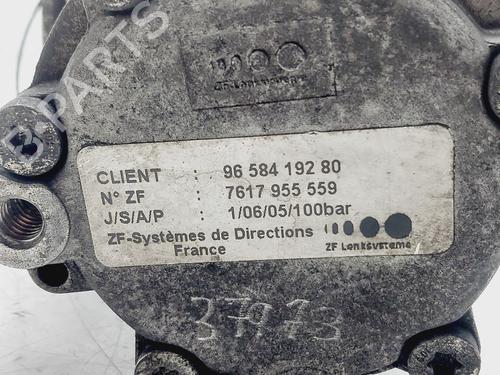 B PARTS
ZF-Lenksysteme
CLIENT : 96 584 192 80
N° ZF : 7617 955 559
J/S/A/P : 1/06/05/100bar
ZF-Systèmes de Directions
France
ZF Lenksysteme
37173